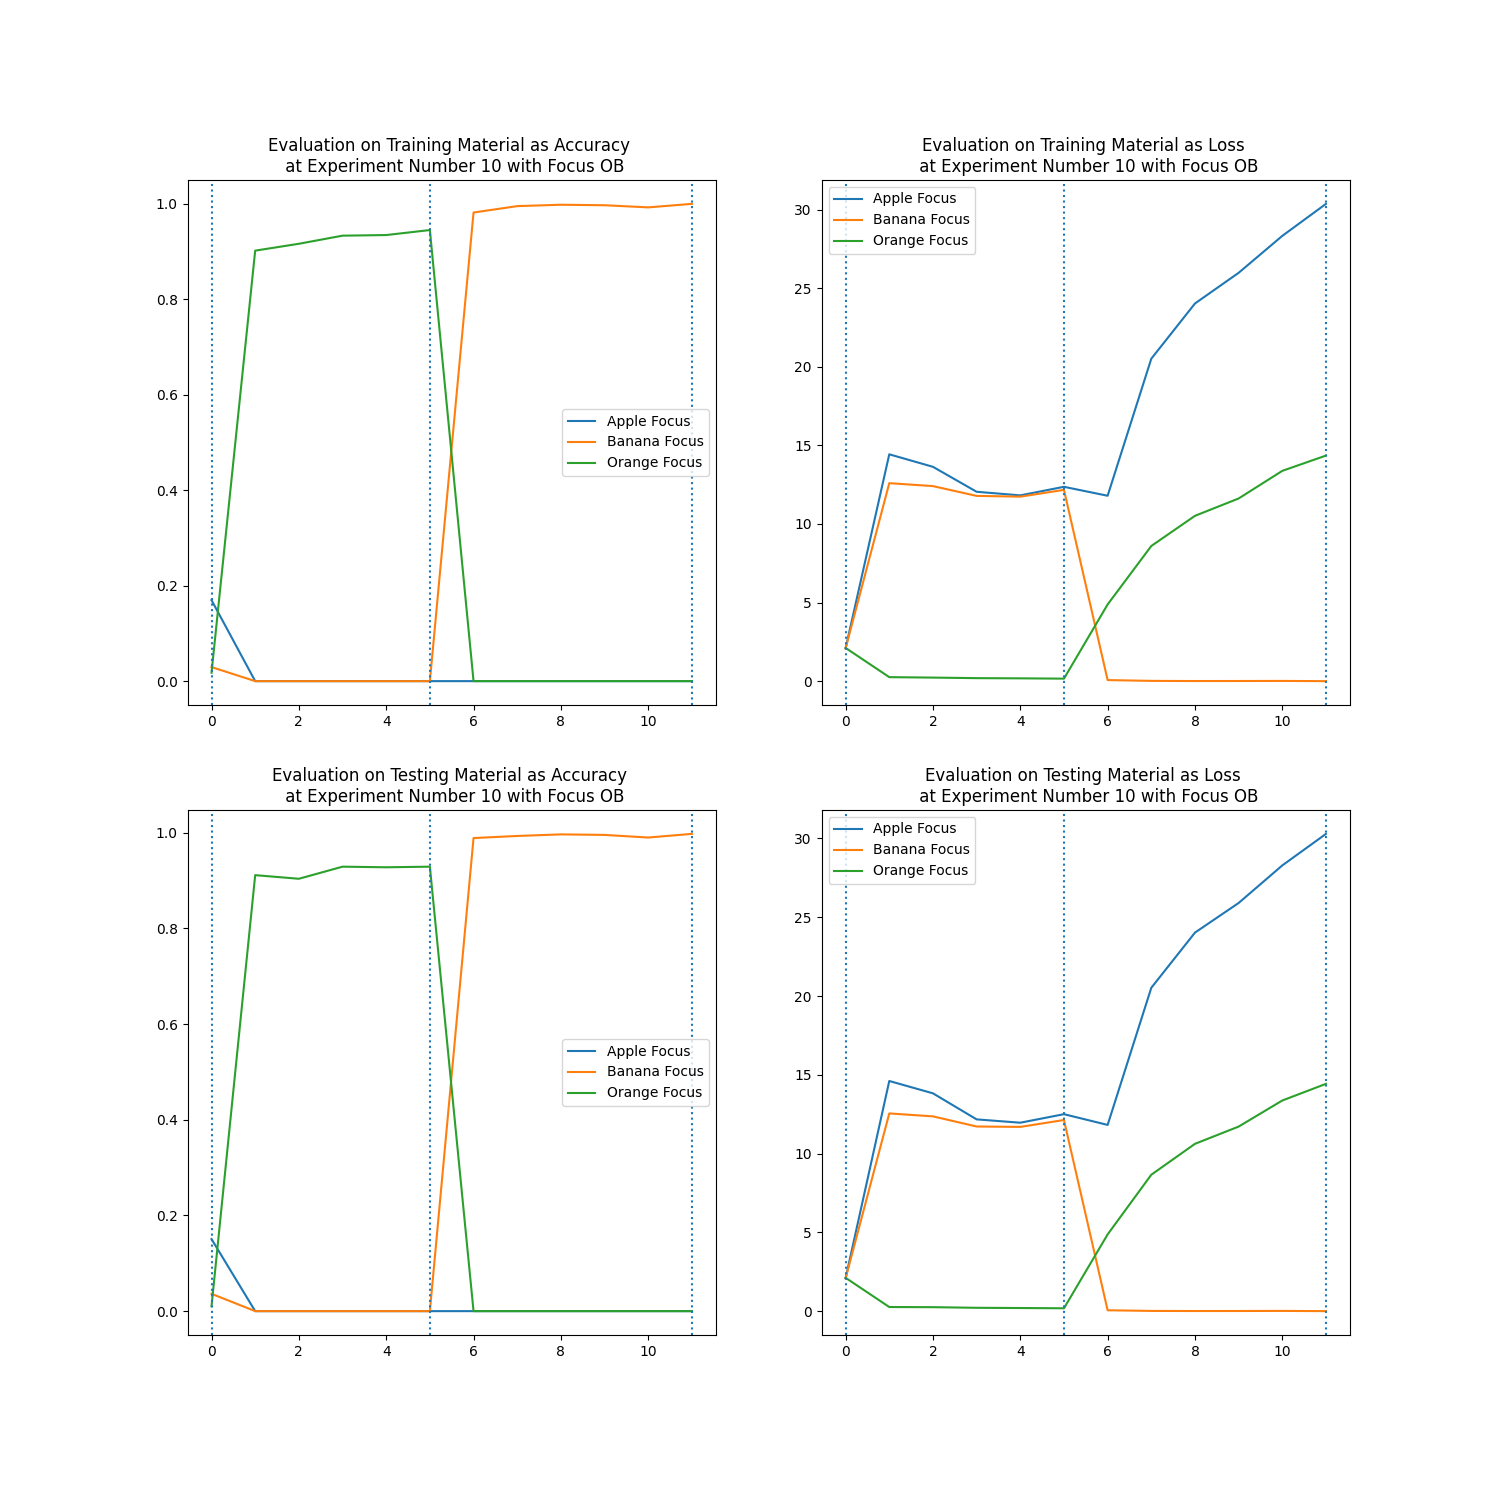 Evaluation on Training Material as Accuracy
at Experiment Number 10 with Focus OB
1.0
0.8
0.6
0.4
0.2
0.0
Apple Focus
Banana Focus
Orange Focus
0 2 4 6 8 10
Evaluation on Training Material as Loss
at Experiment Number 10 with Focus OB
Apple Focus
Banana Focus
Orange Focus
30
25
20
15
10
5
0
0 2 4 6 8 10
Evaluation on Testing Material as Accuracy
at Experiment Number 10 with Focus OB
1.0
0.8
0.6
0.4
0.2
0.0
Apple Focus
Banana Focus
Orange Focus
0 2 4 6 8 10
Evaluation on Testing Material as Loss
at Experiment Number 10 with Focus OB
Apple Focus
Banana Focus
Orange Focus
30
25
20
15
10
5
0
0 2 4 6 8 10